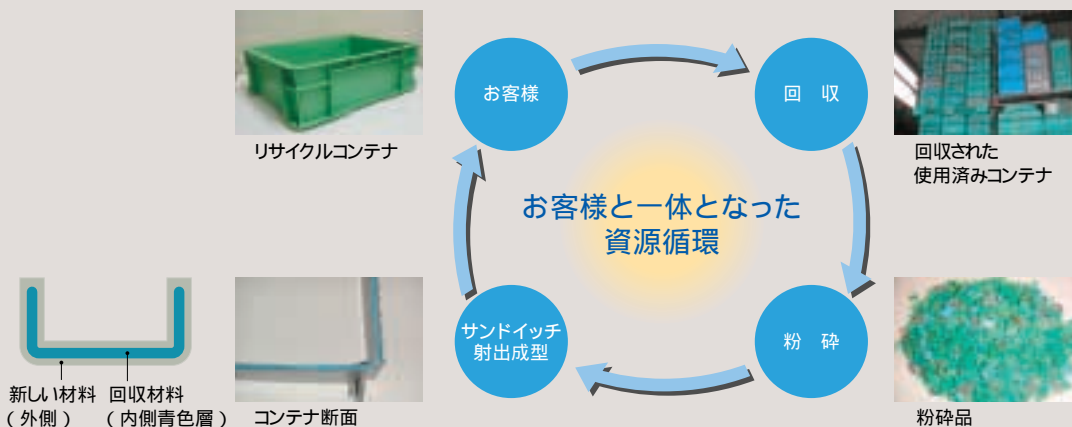 お客様
回 収
リサイクルコンテナ
回収された
使用済みコンテナ
お客様と一体となった
資源循環
サンドイッチ
射出成型
粉 砕
新しい材料
(外側)
回収材料
(内側青色層)
コンテナ断面
粉砕品